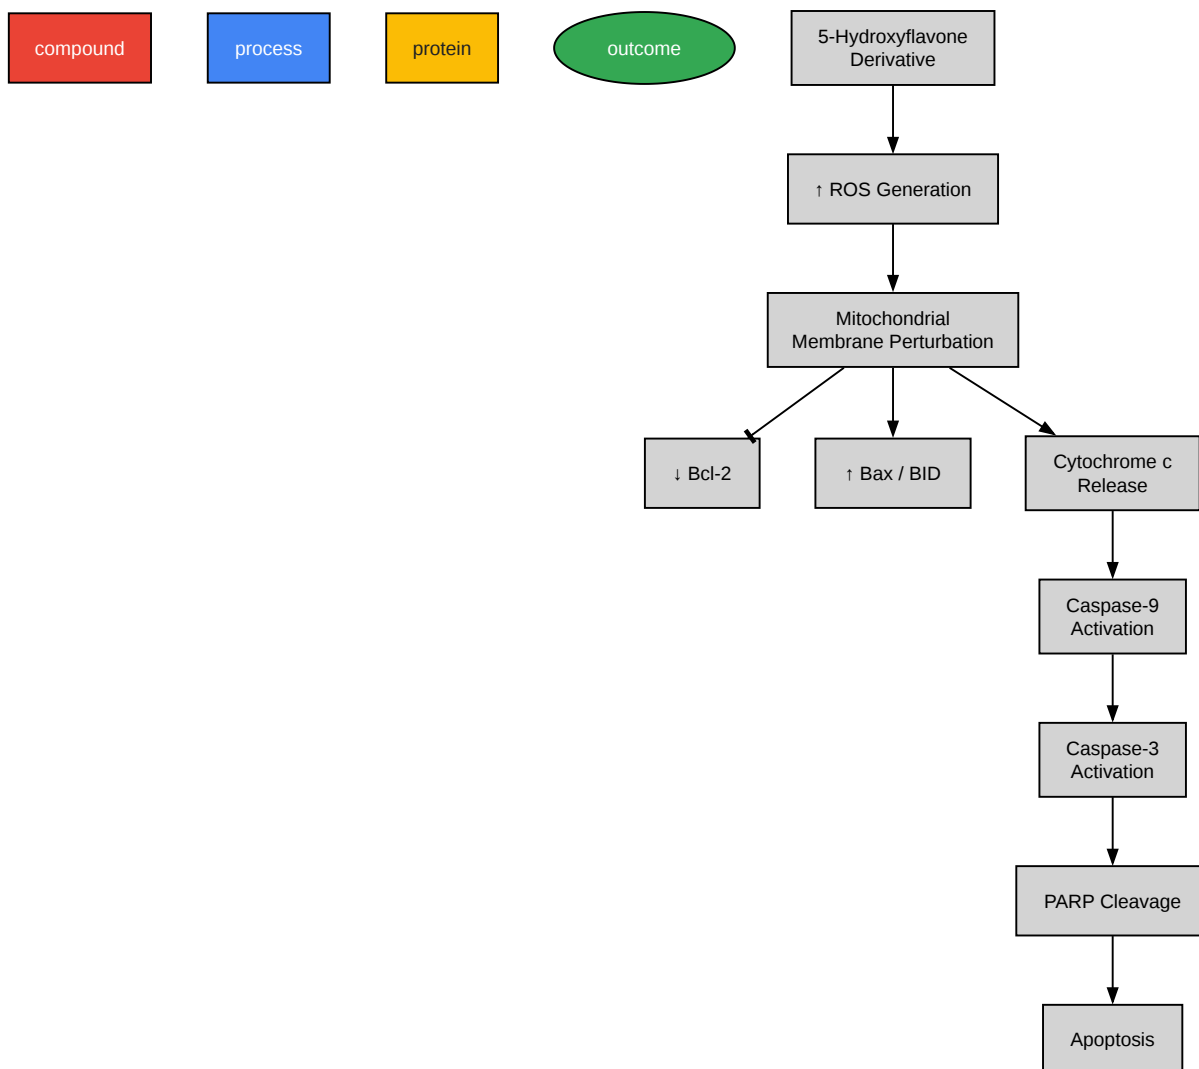 compound
process
protein
outcome
5-Hydroxyflavone
Derivative
↑ ROS Generation
Mitochondrial
Membrane Perturbation
↓ Bcl-2
↑ Bax / BID
Cytochrome c
Release
Caspase-9
Activation
Caspase-3
Activation
PARP Cleavage
Apoptosis